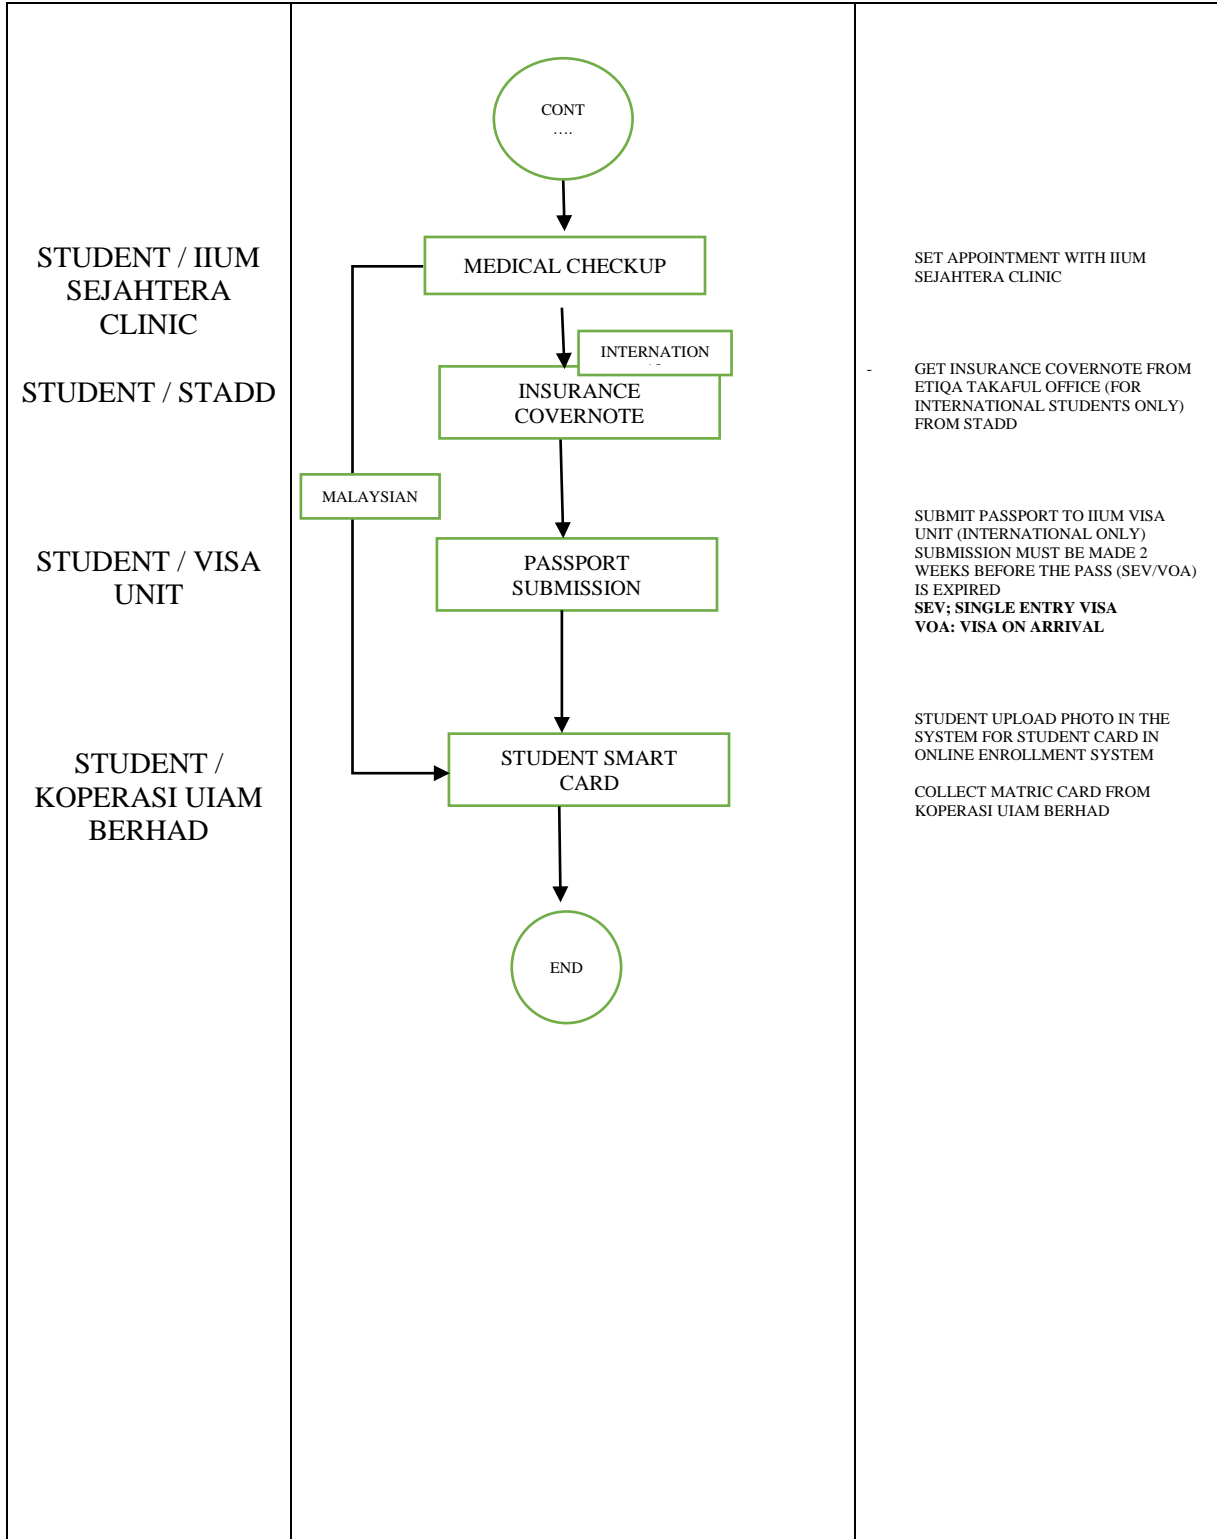 CONT
….
STUDENT / IIUM
SEJAHTERA
CLINIC
MEDICAL CHECKUP
SET APPOINTMENT WITH IIUM
SEJAHTERA CLINIC
INTERNATION
STUDENT / STADD
INSURANCE
COVERNOTE
- GET INSURANCE COVERNOTE FROM
ETIQA TAKAFUL OFFICE (FOR
INTERNATIONAL STUDENTS ONLY)
FROM STADD
MALAYSIAN
STUDENT / VISA
UNIT
PASSPORT
SUBMISSION
SUBMIT PASSPORT TO IIUM VISA
UNIT (INTERNATIONAL ONLY)
SUBMISSION MUST BE MADE 2
WEEKS BEFORE THE PASS (SEV/VOA)
IS EXPIRED
SEV; SINGLE ENTRY VISA
VOA: VISA ON ARRIVAL
STUDENT /
KOPERASI UIAM
BERHAD
STUDENT SMART
CARD
STUDENT UPLOAD PHOTO IN THE
SYSTEM FOR STUDENT CARD IN
ONLINE ENROLLMENT SYSTEM
COLLECT MATRIC CARD FROM
KOPERASI UIAM BERHAD
END